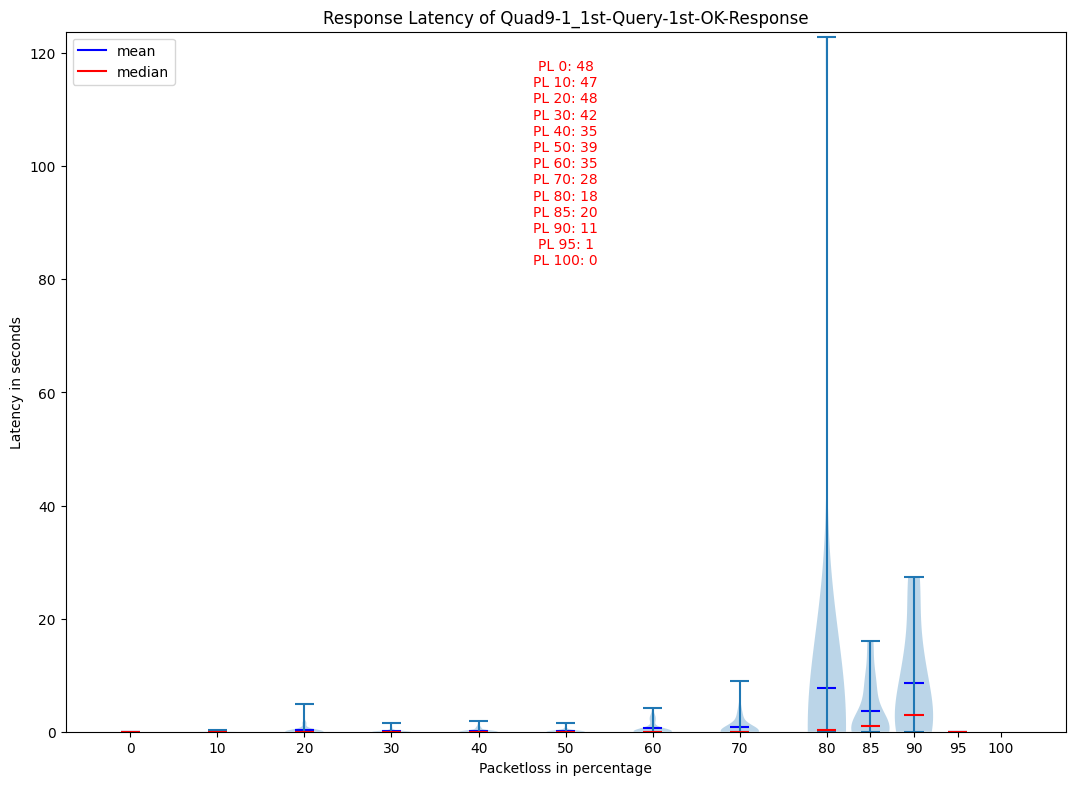 Response Latency of Quad9-1_1st-Query-1st-OK-Response
mean
median
PL 0: 48
PL 10: 47
PL 20: 48
PL 30: 42
PL 40: 35
PL 50: 39
PL 60: 35
PL 70: 28
PL 80: 18
PL 85: 20
PL 90: 11
PL 95: 1
PL 100: 0
Latency in seconds
120
100
80
60
40
20
0
0 10 20 30 40 50 60 70 80 85 90 95 100
Packetloss in percentage